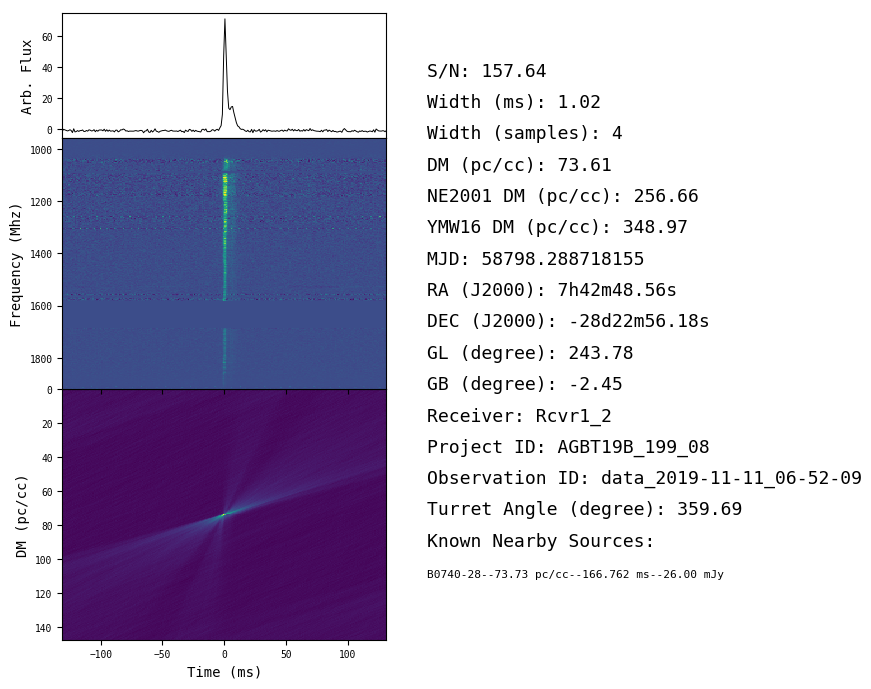 60
40
20
0
Arb. Flux
1000
1200
1400
1600
1800
Frequency (Mhz)
0
20
40
60
80
100
120
140
DM (pc/cc)
−100 −50 0 50 100
Time (ms)
S/N: 157.64
Width (ms): 1.02
Width (samples): 4
DM (pc/cc): 73.61
NE2001 DM (pc/cc): 256.66
YMW16 DM (pc/cc): 348.97
MJD: 58798.288718155
RA (J2000): 7h42m48.56s
DEC (J2000): -28d22m56.18s
GL (degree): 243.78
GB (degree): -2.45
Receiver: Rcvr1_2
Project ID: AGBT19B_199_08
Observation ID: data_2019-11-11_06-52-09
Turret Angle (degree): 359.69
Known Nearby Sources:
B0740-28--73.73 pc/cc--166.762 ms--26.00 mJy